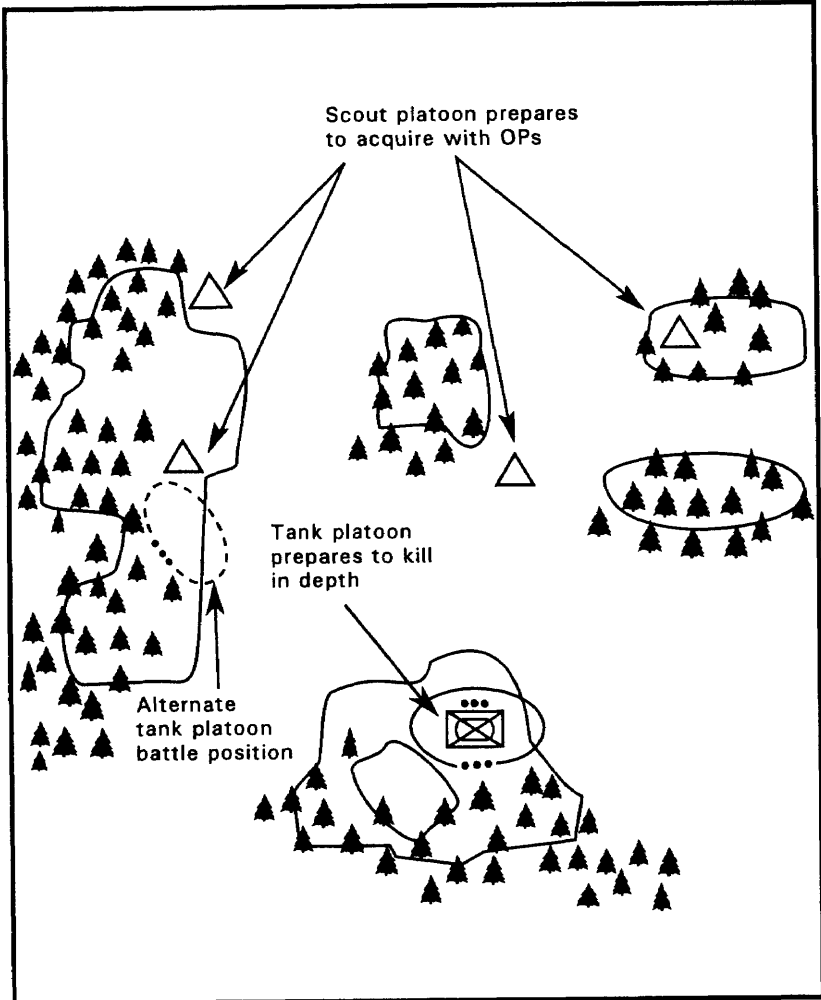 Scout platoon prepares
to acquire with OPs
Tank platoon
prepares to kill
in depth
Alternate
tank platoon
battle position